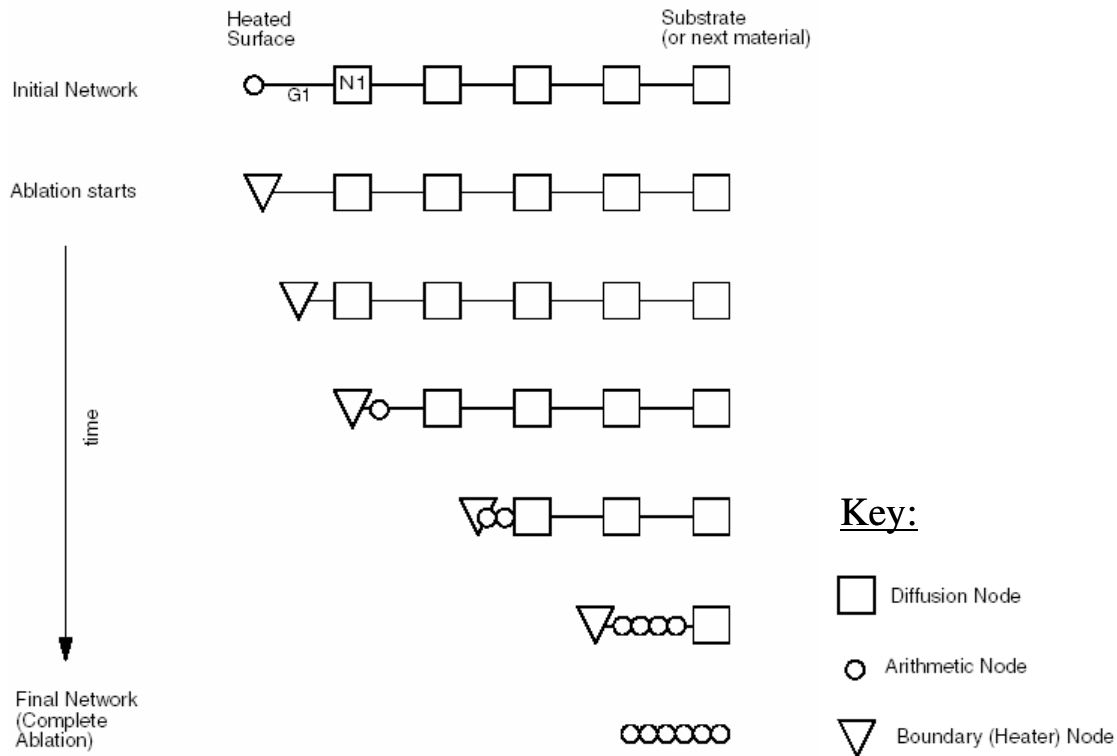 Heated
Surface
Substrate
(or next material)
Initial Network
G1
N1
Ablation starts
time
Key:
Diffusion Node
Arithmetic Node
Boundary (Heater) Node
Final Network
(Complete
Ablation)